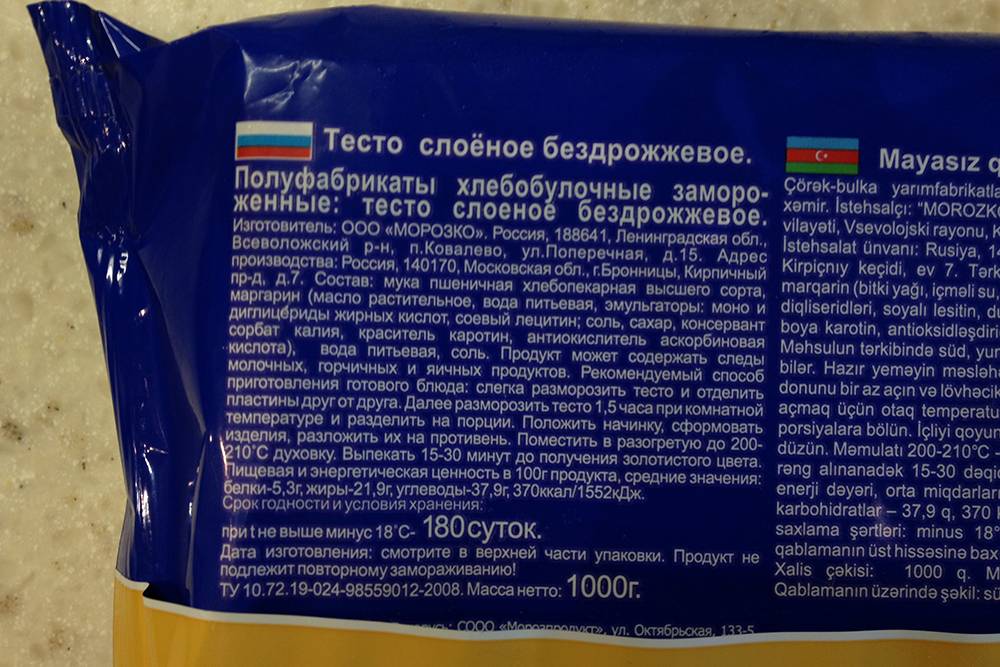 Тесто слоёное бездрожжевое.
Полуфабрикаты хлебобулочные заморо-
женные: тесто слоеное бездрожжевое.
Изготовитель: ООО «МОРОЗКО». Россия, 188641, Ленинградская обл.,
Всеволожский р-н, п.Ковалево, ул.Поперечная, д.15. Адрес
производства: Россия, 140170, Московская обл., г.Бронницы, Кирпичный
пр-д, д.7. Состав: мука пшеничная хлебопекарная высшего сорта,
маргарин (масло растительное, вода питьевая, эмульгаторы: моно и
диглицериды жирных кислот, соевый лецитин; соль, сахар, консервант
сорбат калия, краситель каротин, антиокислитель аскорбиновая
кислота), вода питьевая, соль. Продукт может содержать следы
молочных, горчичных и яичных продуктов. Рекомендуемый способ
приготовления готового блюда: слегка разморозить тесто и отделить
пластины друг от друга. Далее разморозить тесто 1,5 часа при комнатной
температуре и разделить на порции. Положить начинку, сформовать
изделия, разложить их на противень. Поместить в разогретую до 200-
210°С духовку. Выпекать 15-30 минут до получения золотистого цвета.
Пищевая и энергетическая ценность в 100г продукта, средние значения:
белки-5,3г, жиры-21,9г, углеводы-37,9г, 370ккал/1552кДж.
Срок годности и условия хранения:
при t не выше минус 18°С- 180 суток.
Дата изготовления: смотрите в верхней части упаковки. Продукт не
подлежит повторному замораживанию!
ТУ 10.72.19-024-98559012-2008. Масса нетто: 1000г.
СООО «Морозпродукт», ул. Октябрьская, 133-5
Mayasız
Çörək-bulka
xəmir. İstehsalçı:
vilayəti, Vsevolojski rayonu,
İstehsalat ünvanı: Rusiya,
Kirpiçnıy keçidi, ev 7.
marqarin (bitki yağı, içməli
diqliseridləri, soyalı lesitin,
boya karotin,
Məhsulun tərkibində süd,
bilər. Hazır yeməyin
donunu bir az açın və
açmaq üçün otaq
porsiyalara bölün. İçliyi
düzün. Məmulatı 200-210°C
rəng alınanadək 15-30
enerji dəyəri, orta
karbohidratlar – 37,9 q, 370
saxlama şərtləri: minus 18°
qablamanın üst hissəsinə
Xalis çəkisi: 1000 q.
Qablamanın üzərində şəkil: